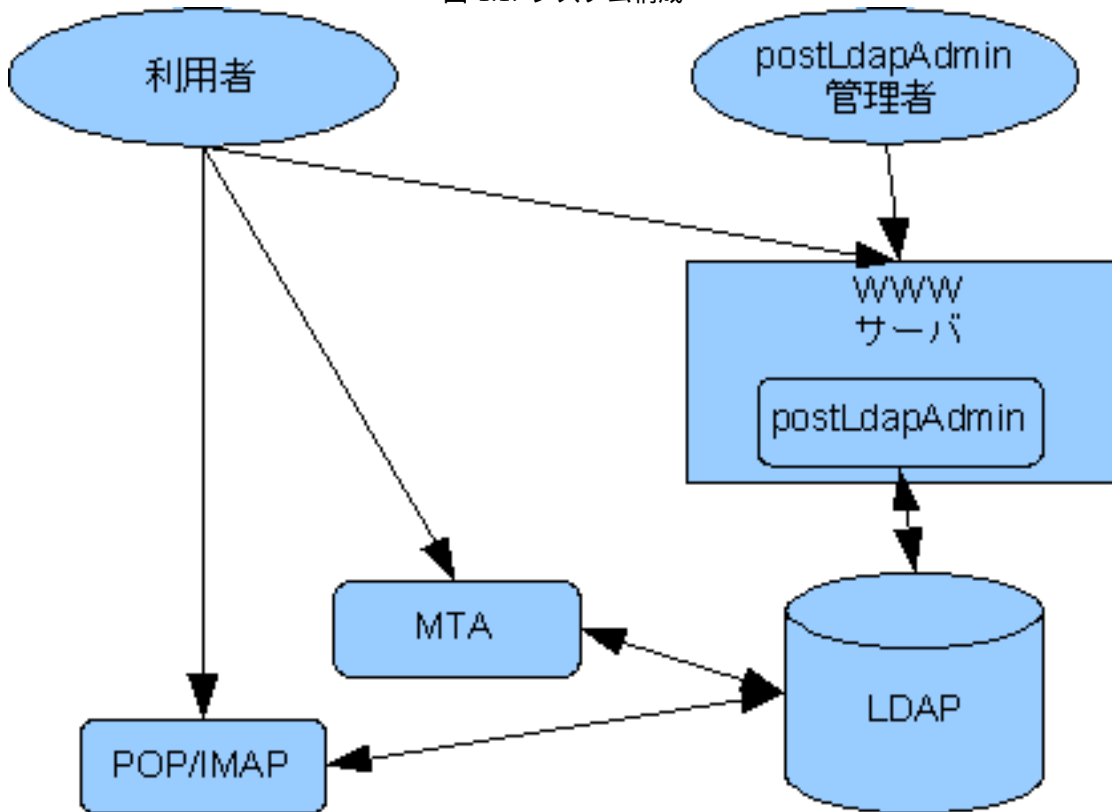 利用者
postLdapAdmin
管理者
WWW
サーバ
postLdapAdmin
MTA
LDAP
POP/IMAP